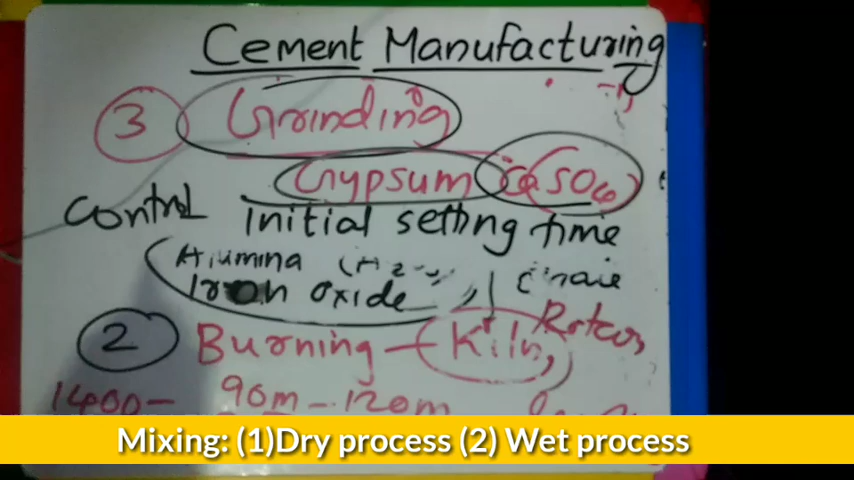 Cement Manufacturing
3 Grinding
Gypsum CaSO4
Control initial setting time
Alumina
Iron oxide
2 Burning - Kiln,
1400- 90m - 120m
Mixing: (1)Dry process (2) Wet process